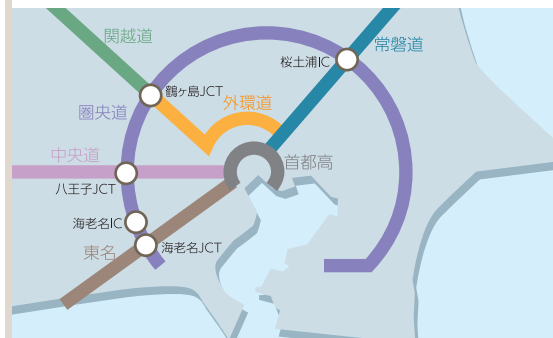 関越道
常磐道
桜土浦IC
鶴ヶ島JCT
外環道
圏央道
中央道
首都高
八王子JCT
海老名IC
東名
海老名JCT